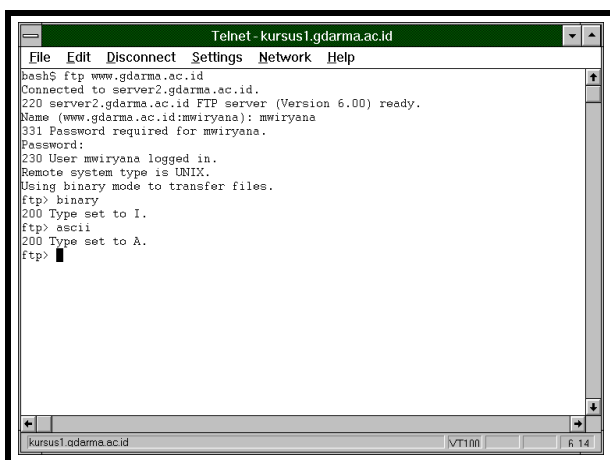 Telnet - kursus1.gdarma.ac.id
File Edit Disconnect Settings Network Help
bash$ ftp www.gdarma.ac.id
Connected to server2.gdarma.ac.id.
220 server2.gdarma.ac.id FTP server (Version 6.00) ready.
Name (www.gdarma.ac.id:mwiryana): mwiryana
331 Password required for mwiryana.
Password:
230 User mwiryana logged in.
Remote system type is UNIX.
Using binary mode to transfer files.
ftp> binary
200 Type set to I.
ftp> ascii
200 Type set to A.
ftp>
kursus1.gdarma.ac.id VT100 6 14